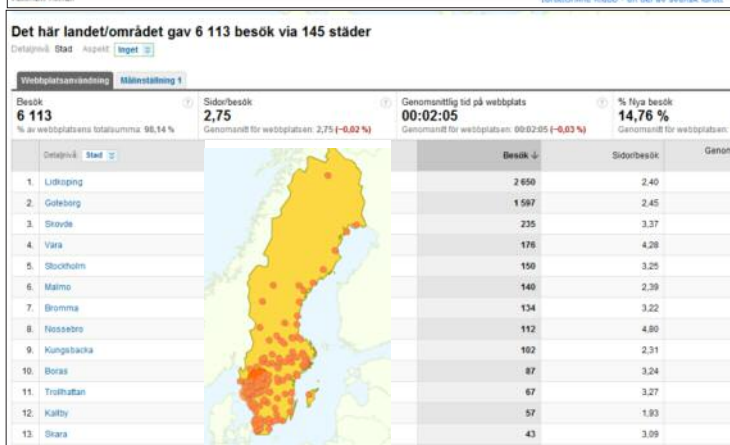 Det här landet/området gav 6 113 besök via 145 städer
Detaljnivå: Stad Aspekt: Inget
Webbplatsanvändning Målinställning 1
Besök Sidor/besök Genomsnittlig tid på webbplats % Nya besök
6 113 2,75 00:02:05 14,76 %
% av webbplatsens totalsumma: 98,14 % Genomsnitt för webbplatsen: 2,75 (−0,02 %) Genomsnitt för webbplatsen: 00:02:05 (−0,03 %) Genomsnitt för webbplatsen:
Detaljnivå: Stad Besök ↓ Sidor/besök
1. Lidkoping 2 650 2,40
2. Goteborg 1 597 2,45
3. Skovde 235 3,37
4. Vara 176 4,28
5. Stockholm 150 3,25
6. Malmo 140 2,39
7. Bromma 134 3,22
8. Nossebro 112 4,80
9. Kungsbacka 102 2,31
10. Boras 87 3,24
11. Trollhattan 67 3,27
12. Kallby 57 1,93
13. Skara 43 3,09